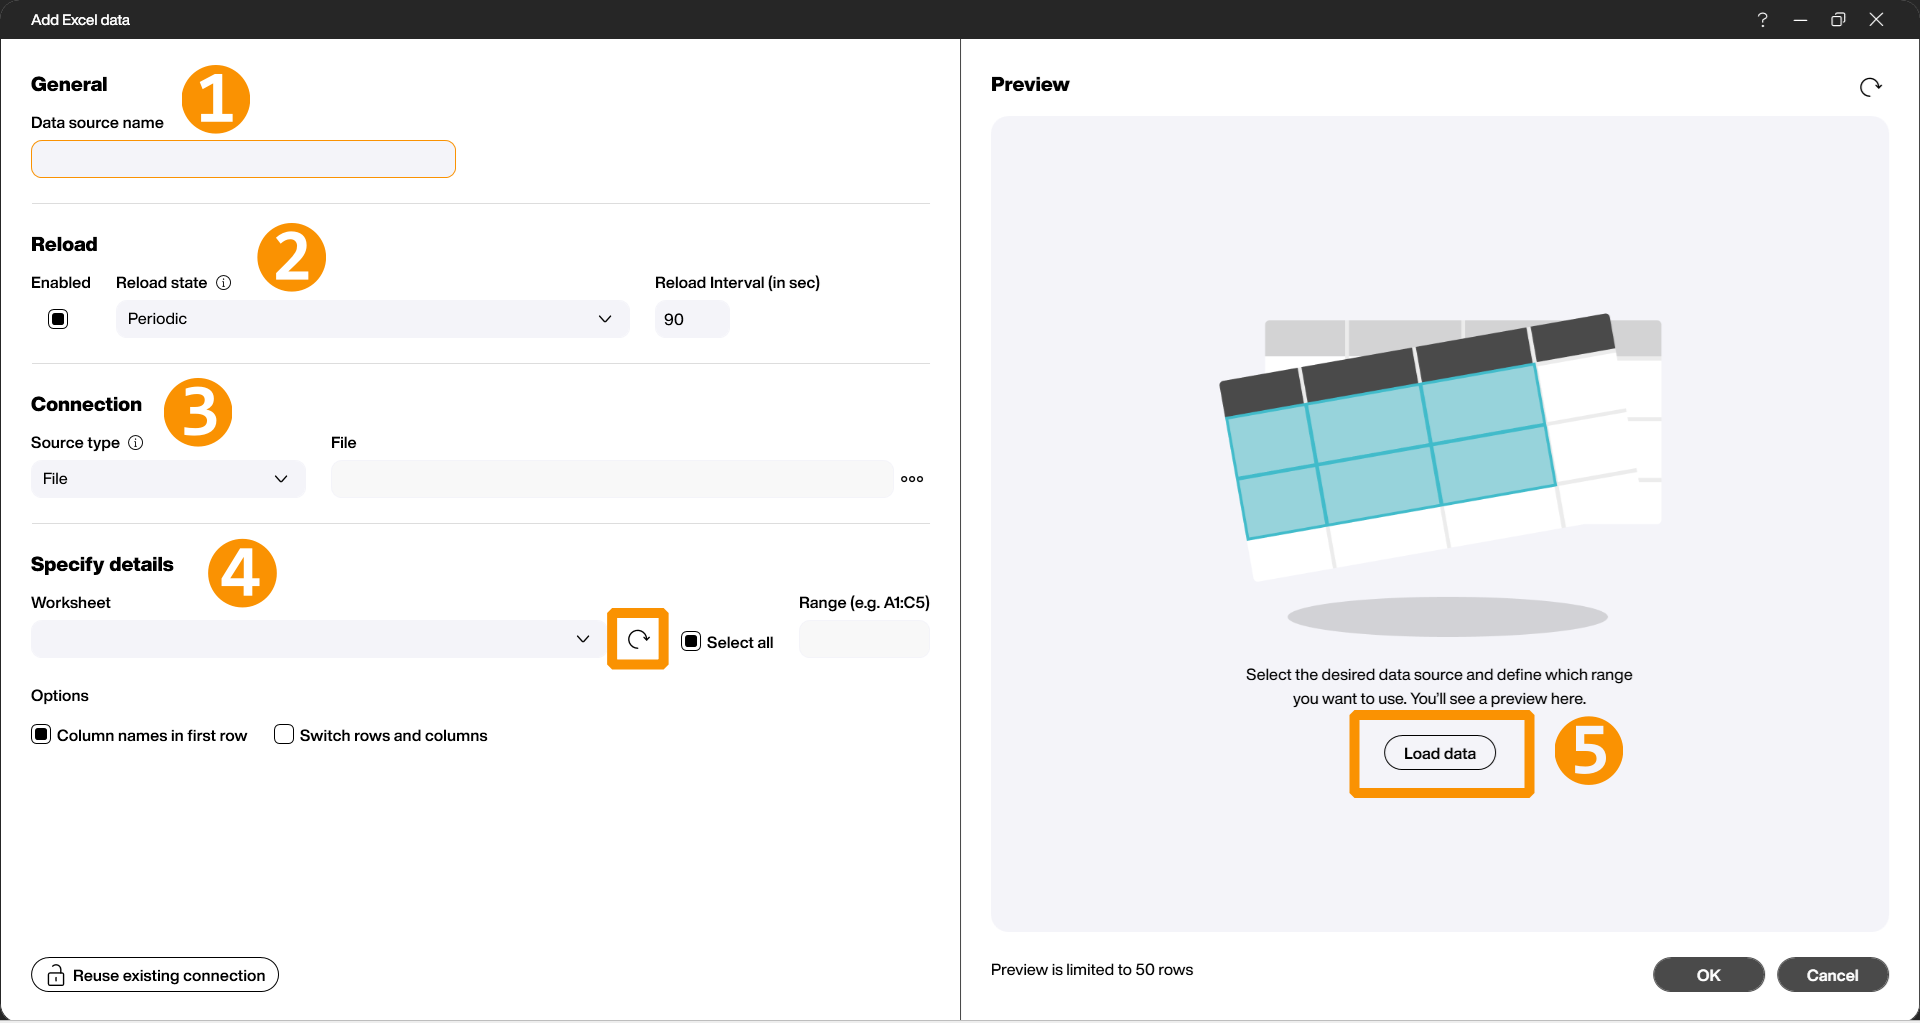 Add Excel data
?
General
1
Data source name
Reload
2
Enabled
Reload state
Reload Interval (in sec)
Periodic
90
Connection
3
Source type
File
File
Specify details
4
Worksheet
Range (e.g. A1:C5)
Select all
Options
Column names in first row
Switch rows and columns
Reuse existing connection
Preview
Select the desired data source and define which range
you want to use. You'll see a preview here.
Load data
5
Preview is limited to 50 rows
OK
Cancel